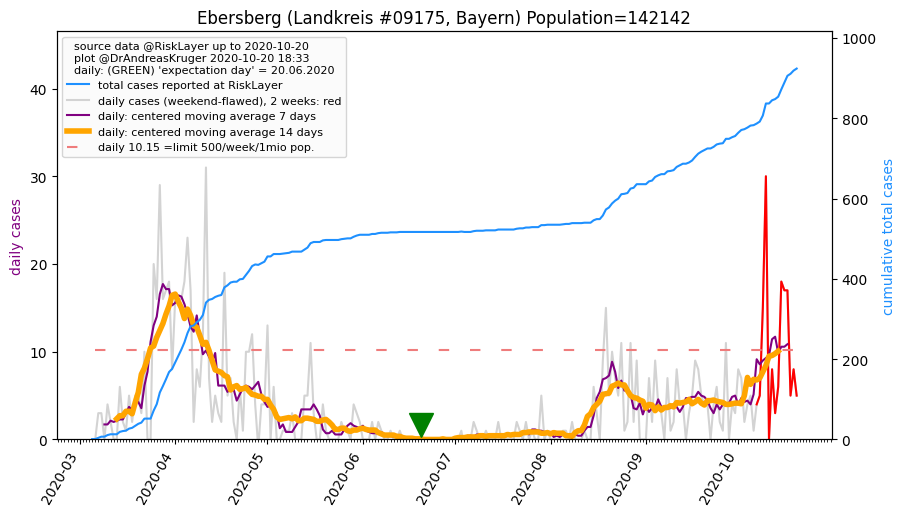 Ebersberg (Landkreis #09175, Bayern) Population=142142
source data @RiskLayer up to 2020-10-20
plot @DrAndreasKruger 2020-10-20 18:33
daily: (GREEN) 'expectation day' = 20.06.2020
total cases reported at RiskLayer
daily cases (weekend-flawed), 2 weeks: red
daily: centered moving average 7 days
daily: centered moving average 14 days
daily 10.15 =limit 500/week/1mio pop.
daily cases
40
30
20
10
0
cumulative total cases
1000
800
600
400
200
0
2020-03
2020-04
2020-05
2020-06
2020-07
2020-08
2020-09
2020-10